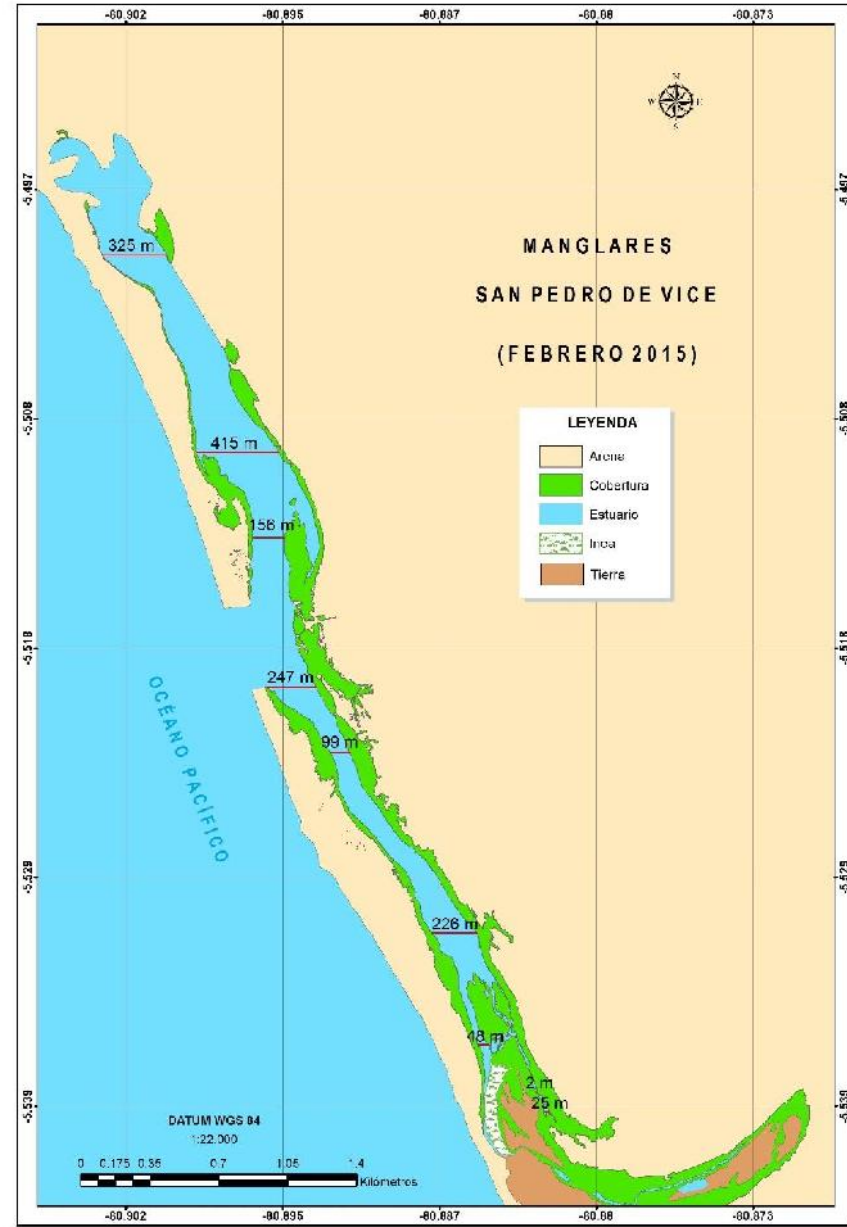 -80.902 -80.895 -80.887 -80.88 -80.873
N
W E
S
-5.497 -5.497
325 m
MANGLARES
SAN PEDRO DE VICE
(FEBRERO 2015)
-5.508 -5.508
LEYENDA
Arena
Cobertura
Estuario
Tierra
415 m
156 m
-5.518 -5.518
247 m
OCÉANO PACÍFICO
99 m
-5.529 -5.529
226 m
48 m
2 m
25 m
-5.539 -5.539
DATUM WGS 84
1:22.000
0 0.175 0.35 0.7 1.05 1.4
Kilómetros
-80.902 -80.895 -80.887 -80.88 -80.873